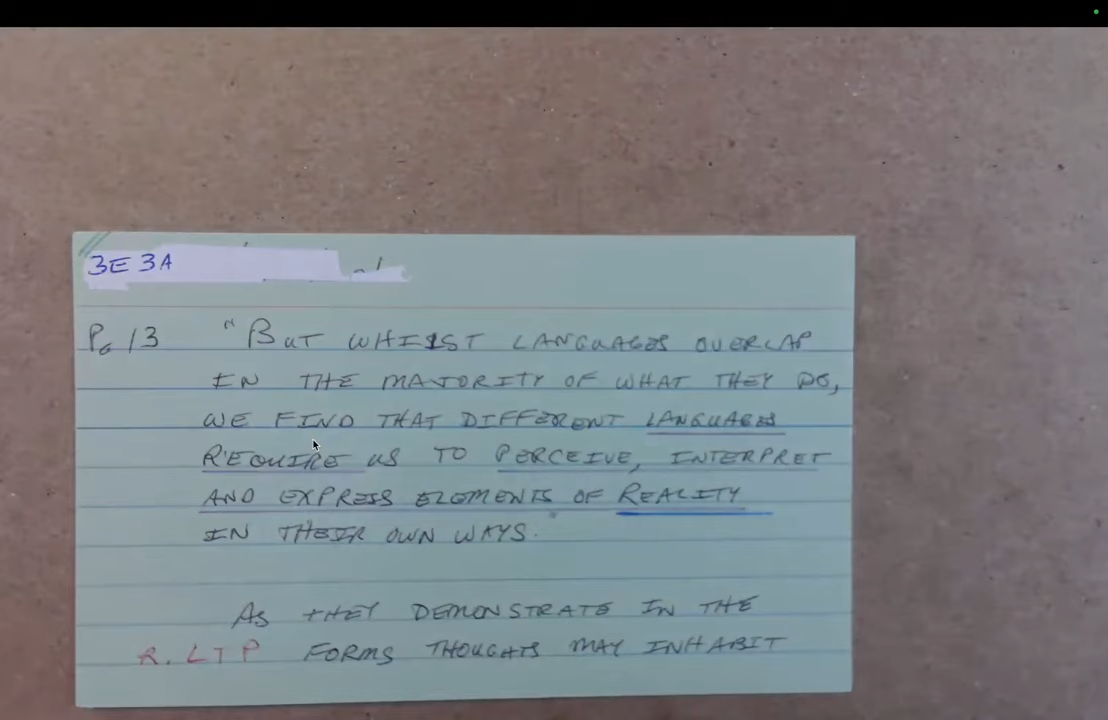 3E 3A
Pg 13 "BUT WHILST LANGUAGES OVERLAP
IN THE MAJORITY OF WHAT THEY DO,
WE FIND THAT DIFFERENT LANGUAGES
REQUIRE US TO PERCEIVE, INTERPRET
AND EXPRESS ELEMENTS OF REALITY
IN THEIR OWN WAYS.
AS THEY DEMONSTRATE IN THE
R. LTP FORMS THOUGHTS MAY INHABIT